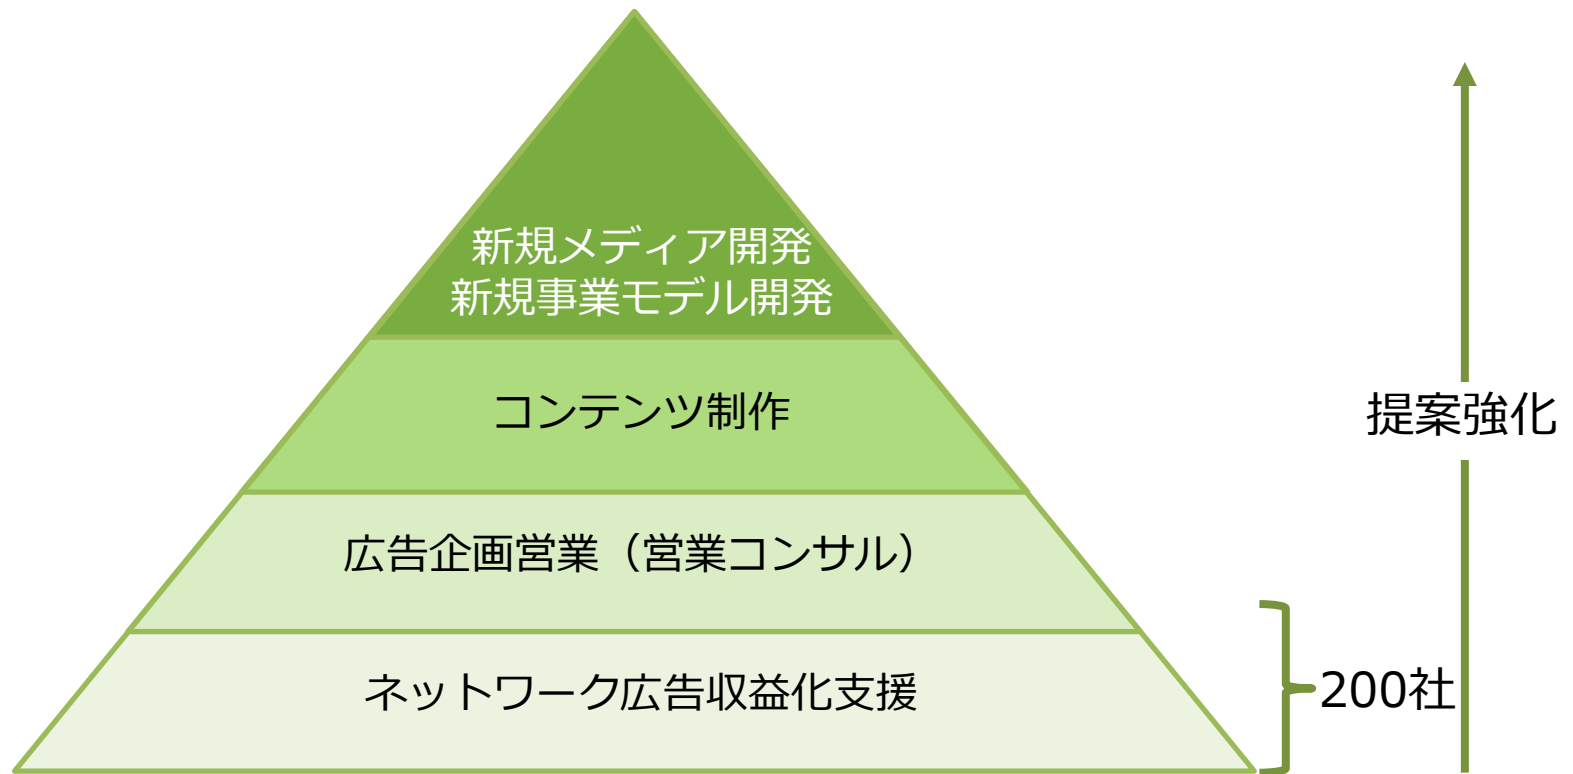 新規メディア開発
新規事業モデル開発
コンテンツ制作
提案強化
広告企画営業（営業コンサル）
ネットワーク広告収益化支援
200社